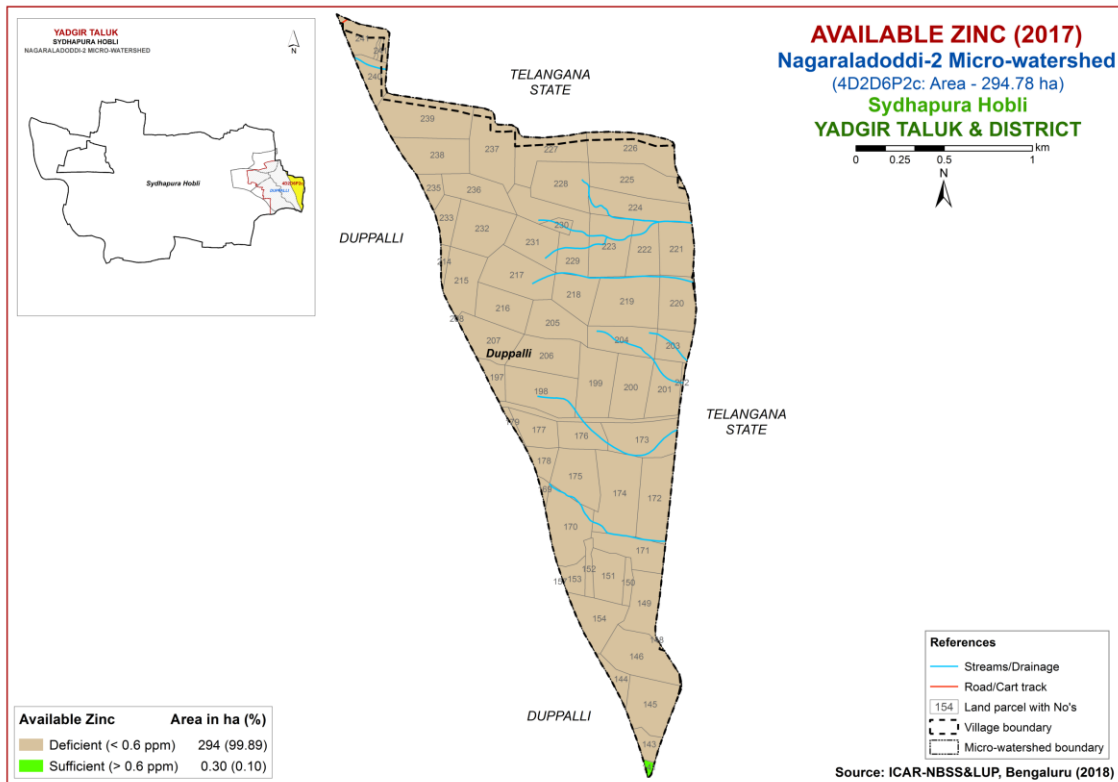 YADGIR TALUK
SYDHAPURA HOBLI
NAGARALADODDI-2 MICRO-WATERSHED
N
Sydhapura Hobli
DUPPALLI
AVAILABLE ZINC (2017)
Nagaraladoddi-2 Micro-watershed
(4D2D6P2c: Area - 294.78 ha)
Sydhapura Hobli
YADGIR TALUK & DISTRICT
0 0.25 0.5 1 km
N
TELANGANA
STATE
240
239
238
237
227
226
228
225
235
236
224
233
232
230
231
223
222
221
229
DUPPALLI
214
215
217
218
219
220
216
205
204
203
207
Duppalli
206
197
198
199
200
201
TELANGANA
STATE
177
176
173
178
175
174
172
170
171
152
153
151
150
149
154
146
144
145
DUPPALLI
143
Available Zinc Area in ha (%)
Deficient (< 0.6 ppm) 294 (99.89)
Sufficient (> 0.6 ppm) 0.30 (0.10)
References
Streams/Drainage
Road/Cart track
154 Land parcel with No's
Village boundary
Micro-watershed boundary
Source: ICAR-NBSS&LUP, Bengaluru (2018)